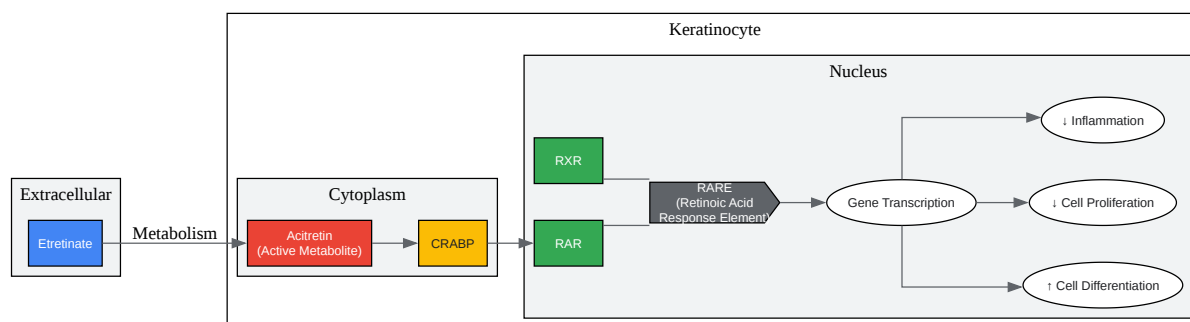 Keratinocyte
Nucleus
Extracellular
Cytoplasm
Etretinate
Metabolism
Acitretin
(Active Metabolite)
CRABP
RXR
RAR
RARE
(Retinoic Acid
Response Element)
Gene Transcription
↓ Inflammation
↓ Cell Proliferation
↑ Cell Differentiation